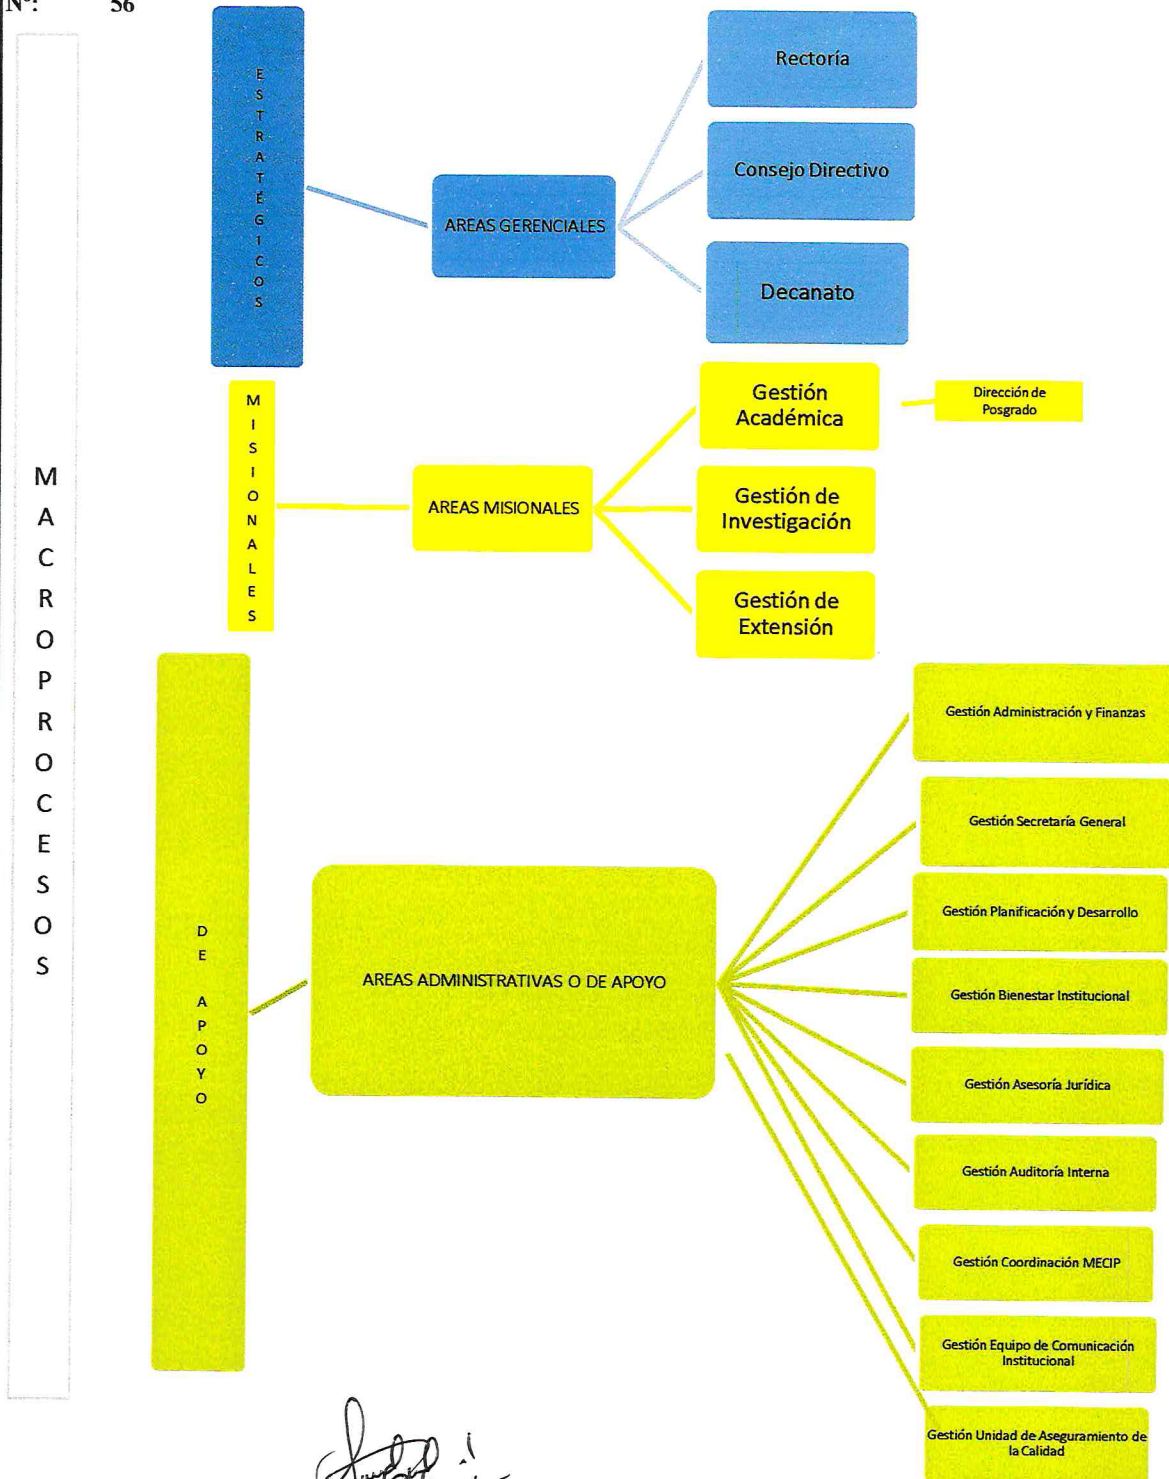 Nº: 56
MACROPROCESOS
ESTRATÉGICOS
AREAS GERENCIALES
Rectoría
Consejo Directivo
Decanato
MISIONALES
AREAS MISIONALES
Gestión
Académica
Dirección de
Posgrado
Gestión de
Investigación
Gestión de
Extensión
DE APOYO
AREAS ADMINISTRATIVAS O DE APOYO
Gestión Administración y Finanzas
Gestión Secretaría General
Gestión Planificación y Desarrollo
Gestión Bienestar Institucional
Gestión Asesoría Jurídica
Gestión Auditoría Interna
Gestión Coordinación MECIP
Gestión Equipo de Comunicación
Institucional
Gestión Unidad de Aseguramiento de
la Calidad